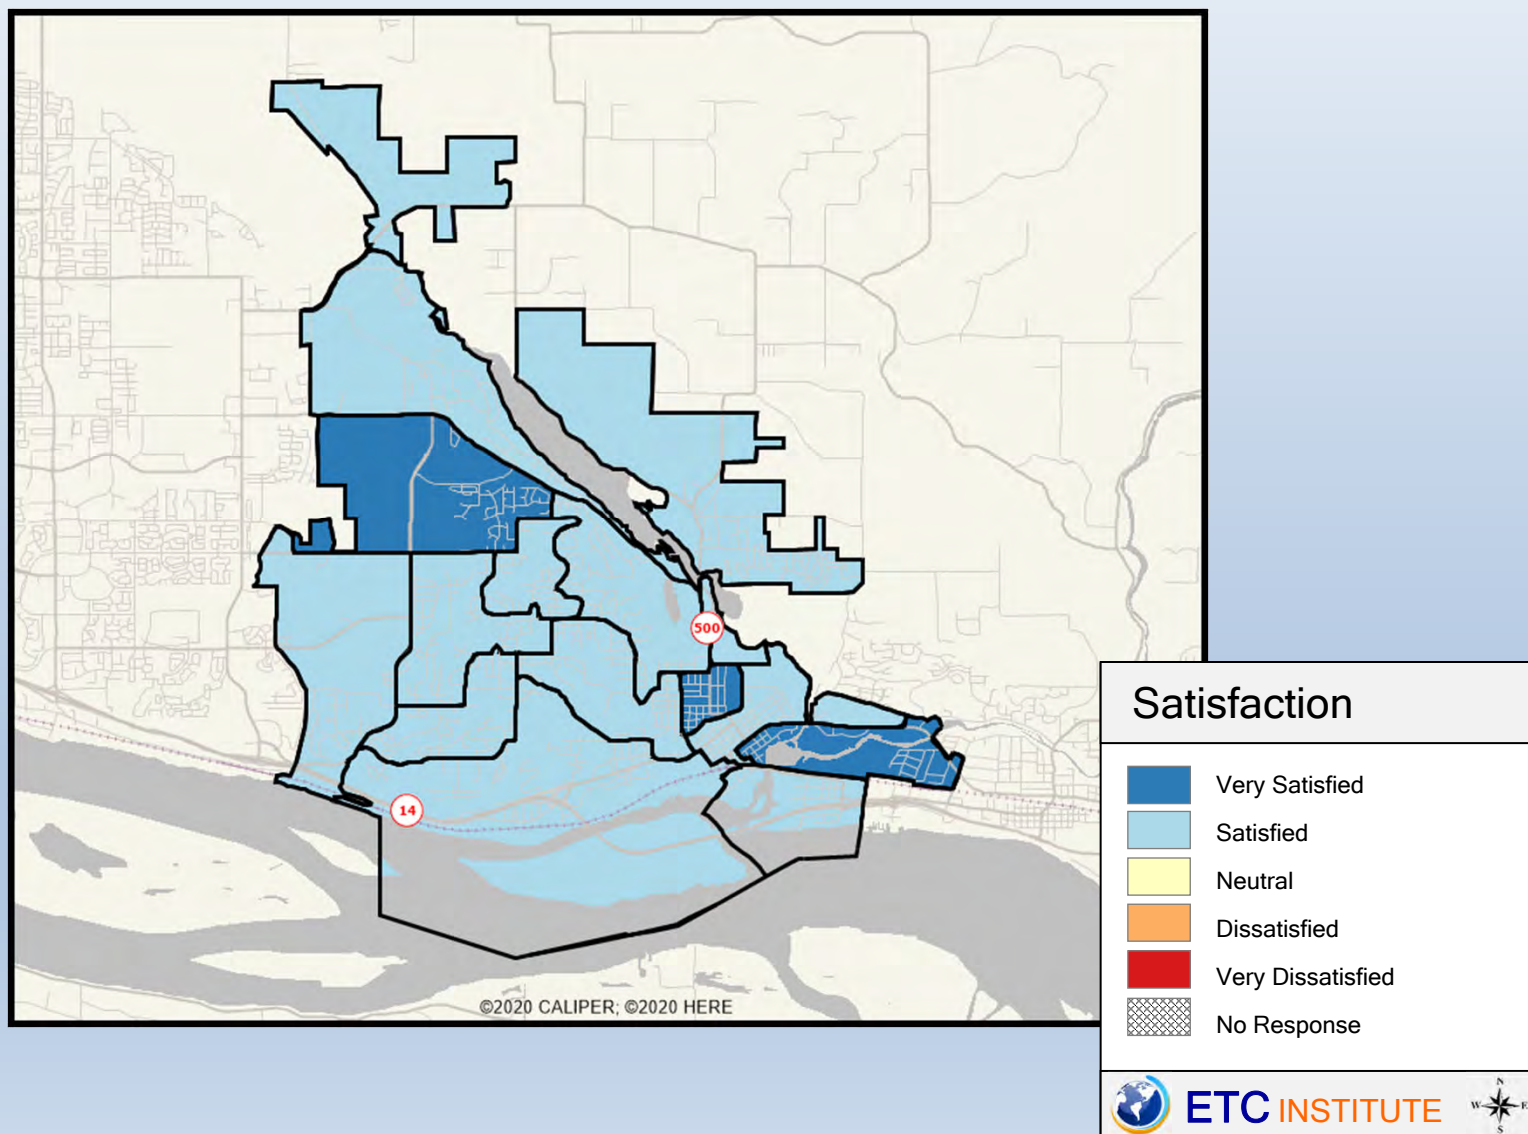 500
14
©2020 CALIPER; ©2020 HERE
Satisfaction
Very Satisfied
Satisfied
Neutral
Dissatisfied
Very Dissatisfied
No Response
ETC INSTITUTE
N
W E
S